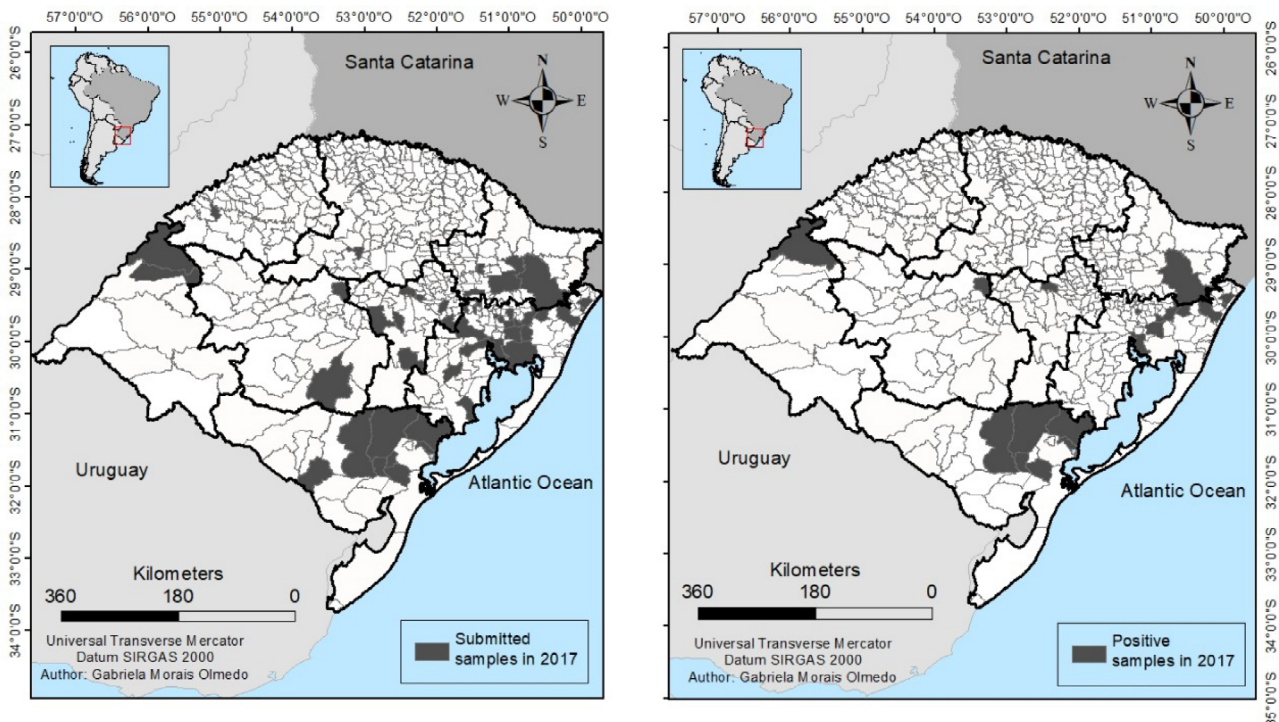 57°0'0"S 56°0'0"S 55°0'0"S 54°0'0"S 53°0'0"S 52°0'0"S 51°0'0"S 50°0'0"S
26°0'0"S
27°0'0"S
28°0'0"S
29°0'0"S
30°0'0"S
31°0'0"S
32°0'0"S
33°0'0"S
34°0'0"S
Santa Catarina
N
W
E
S
Uruguay
Atlantic Ocean
Kilometers
360 180 0
Universal Transverse Mercator
Datum SIRGAS 2000
Author: Gabriela Morais Olmedo
Submitted
samples in 2017
57°0'0"S 56°0'0"S 55°0'0"S 54°0'0"S 53°0'0"S 52°0'0"S 51°0'0"S 50°0'0"S
Santa Catarina
N
W
E
S
Uruguay
Atlantic Ocean
Kilometers
360 180 0
Universal Transverse Mercator
Datum SIRGAS 2000
Author: Gabriela Morais Olmedo
Positive
samples in 2017
26°0'0"S
27°0'0"S
28°0'0"S
29°0'0"S
30°0'0"S
31°0'0"S
32°0'0"S
33°0'0"S
34°0'0"S
35°0'0"S